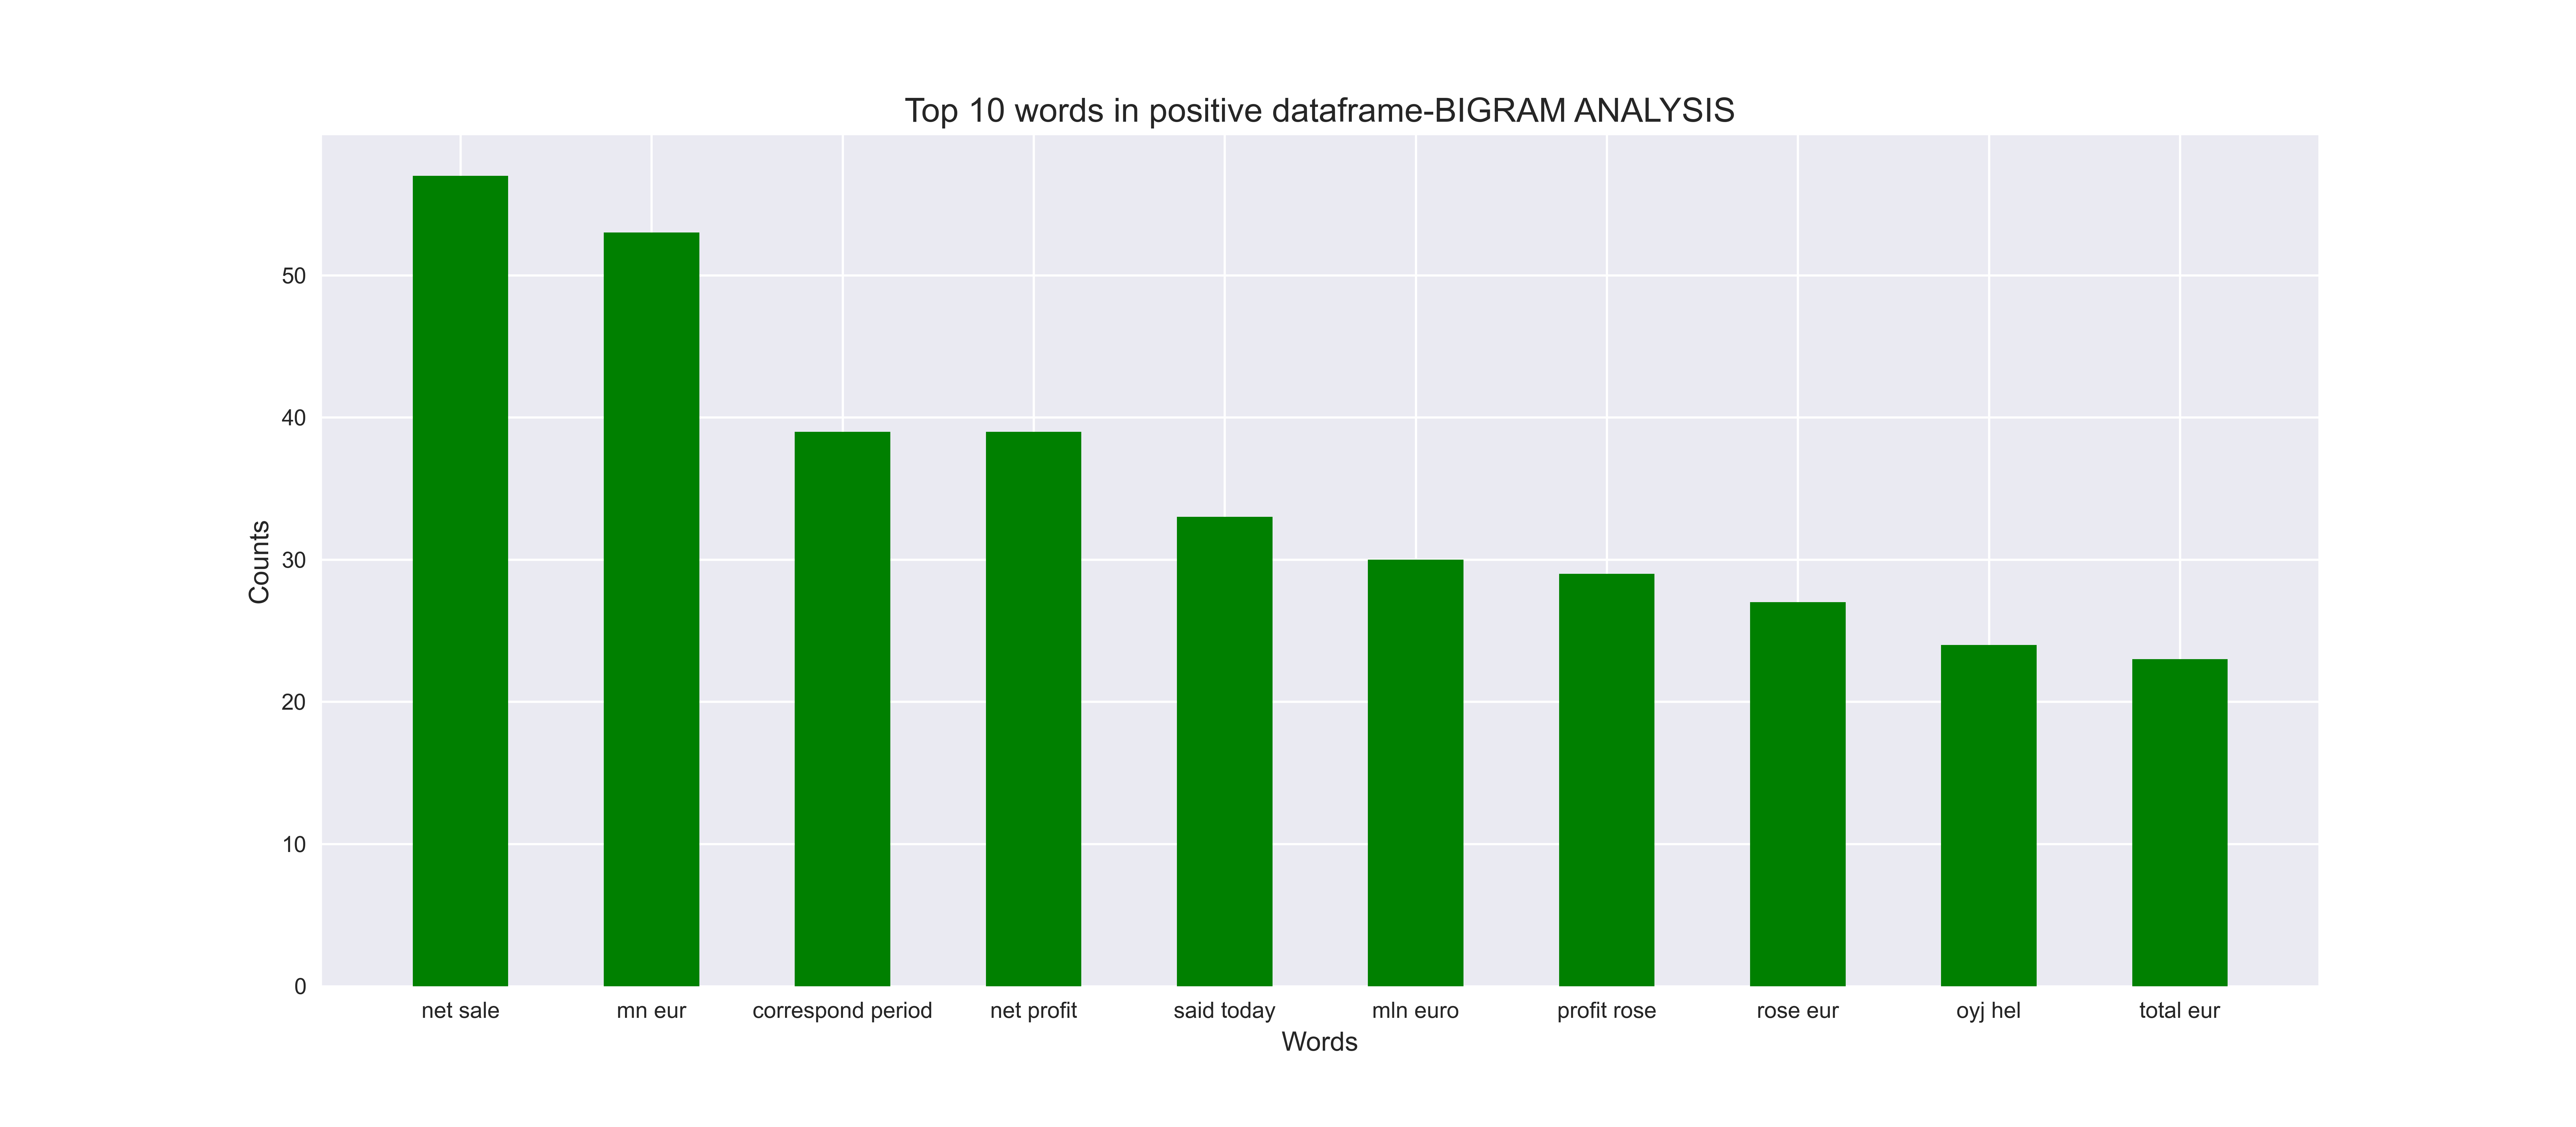 Top 10 words in positive dataframe-BIGRAM ANALYSIS
Counts
50
40
30
20
10
0
net sale mn eur correspond period net profit said today mln euro profit rose rose eur oyj hel total eur
Words